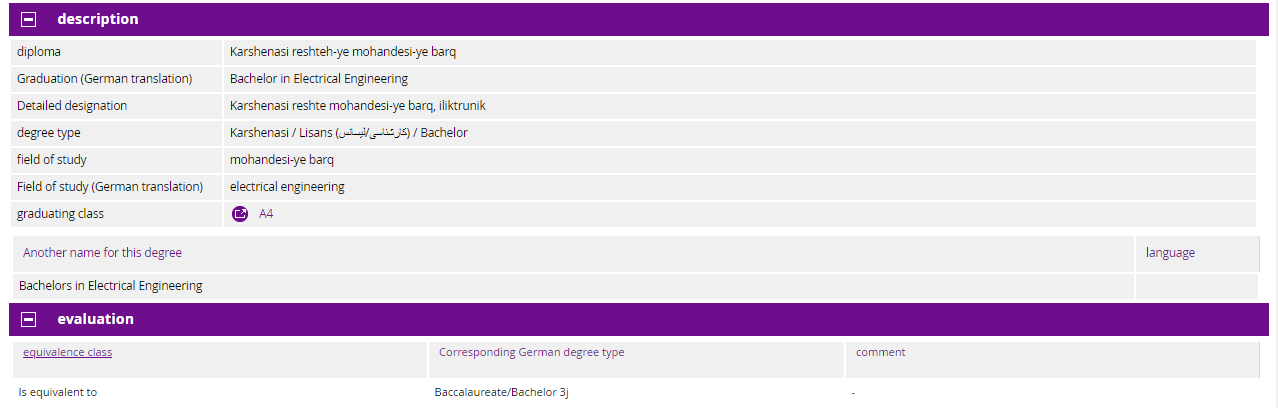 description
diploma Karshenasi reshteh-ye mohandesi-ye barq
Graduation (German translation) Bachelor in Electrical Engineering
Detailed designation Karshenasi reshte mohandesi-ye barq, iliktrunik
degree type Karshenasi / Lisans (کارشناسی/لیسانس) / Bachelor
field of study mohandesi-ye barq
Field of study (German translation) electrical engineering
graduating class A4
Another name for this degree language
Bachelors in Electrical Engineering
evaluation
equivalence class Corresponding German degree type comment
Is equivalent to Baccalaureate/Bachelor 3j -